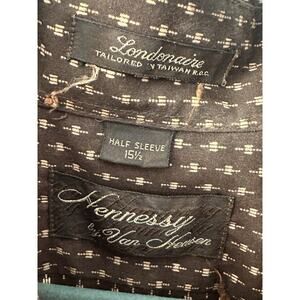 Londonaire
TAILORED IN TAIWAN R.O.C.
HALF SLEEVE
15½
Hennessy
By
Van Heusen